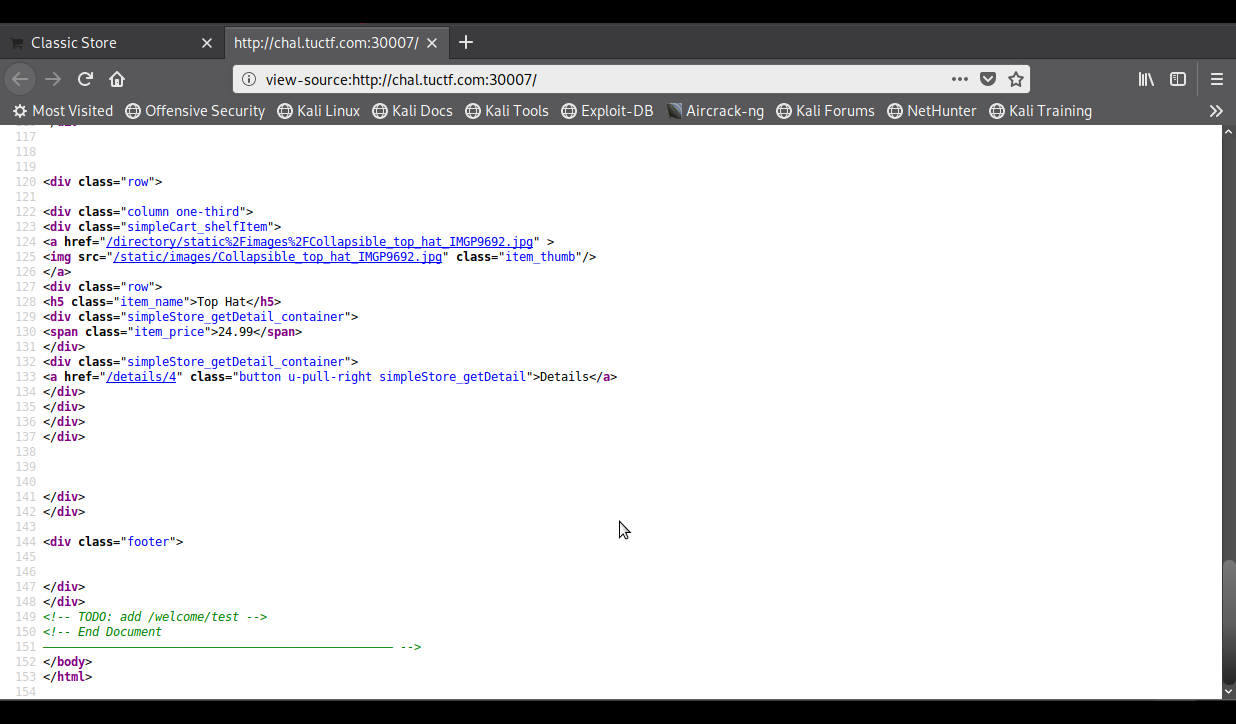 Classic Store
http://chal.tuctf.com:30007/
view-source:http://chal.tuctf.com:30007/
Most Visited Offensive Security Kali Linux Kali Docs Kali Tools Exploit-DB Aircrack-ng Kali Forums NetHunter Kali Training
117
118
119
120 <div class="row">
121
122 <div class="column one-third">
123 <div class="simpleCart_shelfItem">
124 <a href="/directory/static%2Fimages%2FCollapsible_top_hat_IMGP9692.jpg" >
125 <img src="/static/images/Collapsible_top_hat_IMGP9692.jpg" class="item_thumb"/>
126 </a>
127 <div class="row">
128 <h5 class="item_name">Top Hat</h5>
129 <div class="simpleStore_getDetail_container">
130 <span class="item_price">24.99</span>
131 </div>
132 <div class="simpleStore_getDetail_container">
133 <a href="/details/4" class="button u-pull-right simpleStore_getDetail">Details</a>
134 </div>
135 </div>
136 </div>
137 </div>
138
139
140
141 </div>
142 </div>
143
144 <div class="footer">
145
146
147 </div>
148 </div>
149 <!-- TODO: add /welcome/test -->
150 <!-- End Document
151 –––––––––––––––––––––––––––––––––––––––––––––––––– -->
152 </body>
153 </html>
154